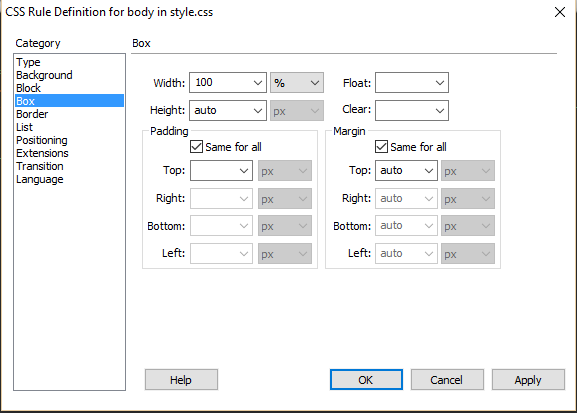 CSS Rule Definition for body in style.css
Category
Type
Background
Block
Box
Border
List
Positioning
Extensions
Transition
Language
Box
Width: 100 % Float:
Height: auto px Clear:
Padding
Same for all
Top: px
Right: px
Bottom: px
Left: px
Margin
Same for all
Top: auto px
Right: auto px
Bottom: auto px
Left: auto px
Help OK Cancel Apply